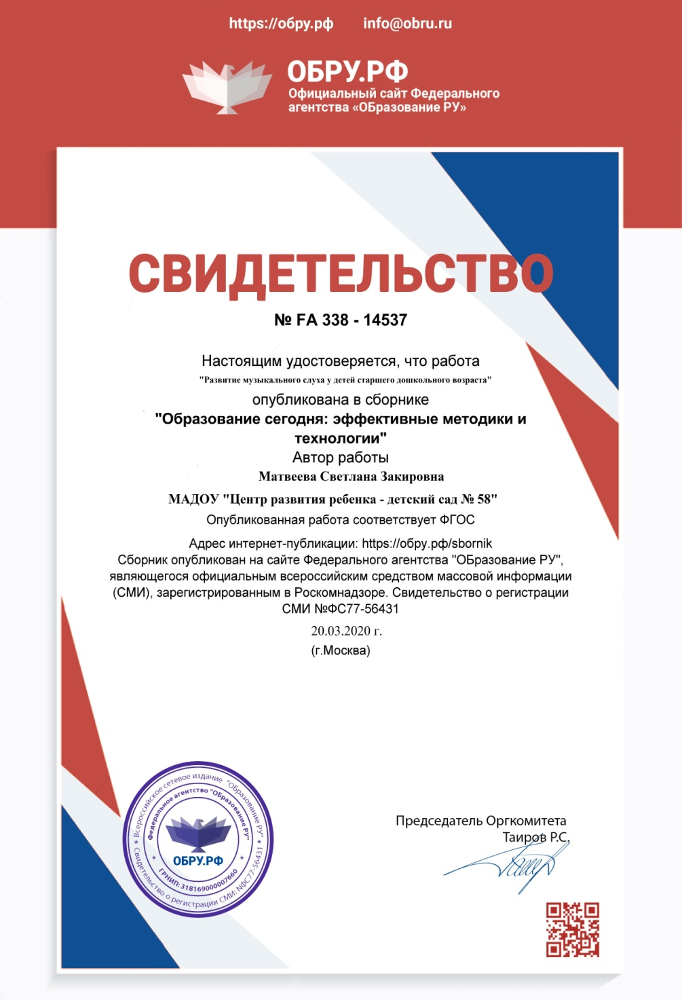 https://обру.рф info@obru.ru
ОБРУ.РФ
Официальный сайт Федерального
агентства «ОБразование РУ»
СВИДЕТЕЛЬСТВО
№ FA 338 - 14537
Настоящим удостоверяется, что работа
"Развитие музыкального слуха у детей старшего дошкольного возраста"
опубликована в сборнике
"Образование сегодня: эффективные методики и
технологии"
Автор работы
Матвеева Светлана Закировна
МАДОУ "Центр развития ребенка - детский сад № 58"
Опубликованная работа соответствует ФГОС
Адрес интернет-публикации: https://обру.рф/sbornik
Сборник опубликован на сайте Федерального агентства "ОБразование РУ",
являющегося официальным всероссийским средством массовой информации
(СМИ), зарегистрированным в Роскомнадзоре. Свидетельство о регистрации
СМИ №ФС77-56431
20.03.2020 г.
(г.Москва)
Всероссийское сетевое издание "ОБразование РУ"
Свидетельство о регистрации СМИ: №ФС77-56431
Федеральное агентство "ОБразование РУ"
ГРНИП: 318169000007660
ОБРУ.РФ
Председатель Оргкомитета
Таиров Р.С.